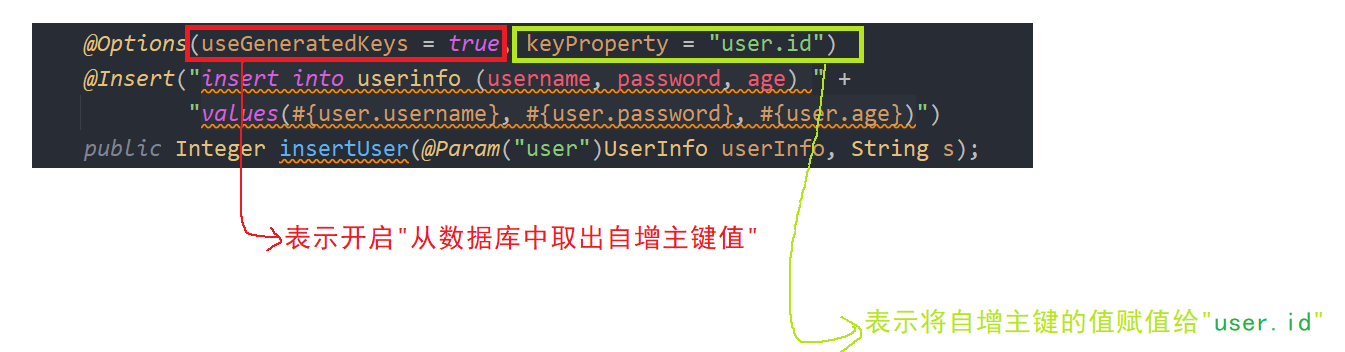 @Options(useGeneratedKeys = true, keyProperty = "user.id")
@Insert("insert into userinfo (username, password, age) " +
"values(#{user.username}, #{user.password}, #{user.age})")
public Integer insertUser(@Param("user")UserInfo userInfo, String s);
表示开启"从数据库中取出自增主键值"
表示将自增主键的值赋值给"user.id"